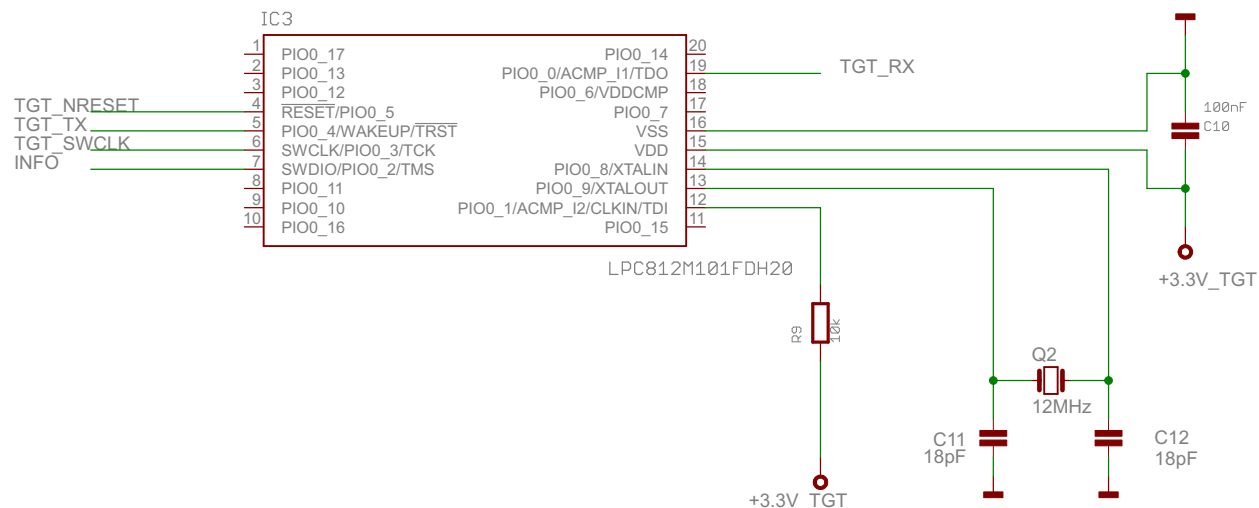 IC3
1 PIO0_17 PIO0_14 20
2 PIO0_13 PIO0_0/ACMP_I1/TDO 19 TGT_RX
3 PIO0_12 PIO0_6/VDDCMP 18
TGT_NRESET 4 RESET/PIO0_5 PIO0_7 17
TGT_TX 5 PIO0_4/WAKEUP/TRST VSS 16
TGT_SWCLK 6 SWCLK/PIO0_3/TCK VDD 15
INFO 7 SWDIO/PIO0_2/TMS PIO0_8/XTALIN 14
8 PIO0_11 PIO0_9/XTALOUT 13
9 PIO0_10 PIO0_1/ACMP_I2/CLKIN/TDI 12
10 PIO0_16 PIO0_15 11
LPC812M101FDH20
100nF
C10
+3.3V_TGT
R9
10k
+3.3V_TGT
Q2
12MHz
C11
18pF
C12
18pF